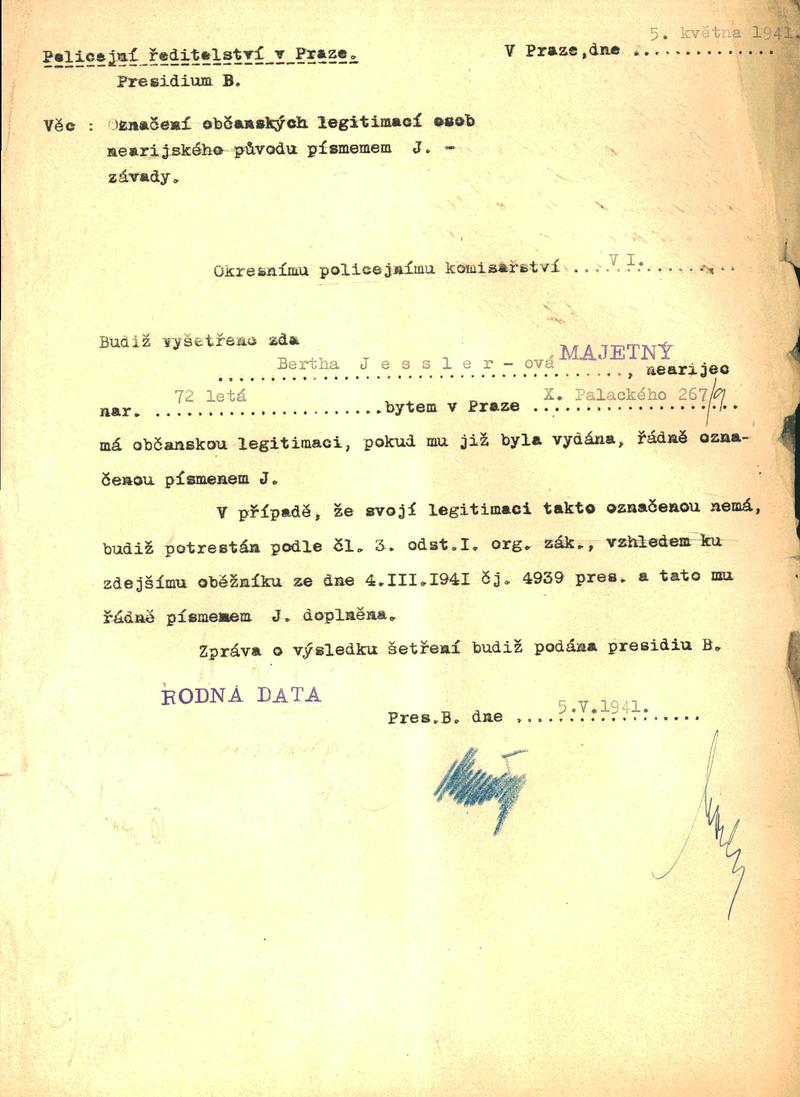 5. května 1941.
Policejní ředitelství v Praze. V Praze,dne ..............
Presidium B.
Věc : Označení občanských legitimací osob
nearijského původu písmemem J. -
závady.
Okresnímu policejnímu komisařství ...VI...........
Budiž vyšetřeno zda
MAJETNÝ
Bertha J e s s l e r - ová
......................................, nearijec
72 letá X. Palackého 267/9
nar. .......................bytem v Praze ....................
má občanskou legitimaci, pokud mu již byla vydána, řádně ozna-
čenou písmenem J.
V případě, že svojí legitimaci takto označenou nemá,
budiž potrestán podle čl. 3. odst.I. org. zák., vzhledem ku
zdejšímu oběžníku ze dne 4.III.1941 čj. 4939 pres. a tato mu
řádně písmenem J. doplněna.
Zpráva o výsledku šetření budiž podána presidiu B.
RODNÁ DATA
5.V.1941.
Pres.B. dne ...................